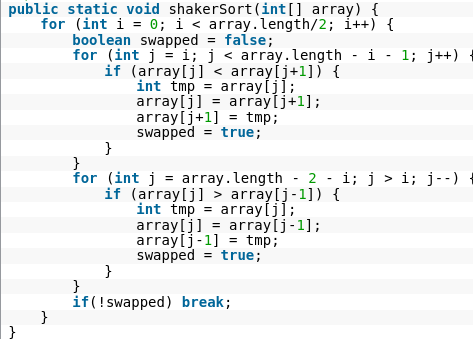 public static void shakerSort(int[] array) {
    for (int i = 0; i < array.length/2; i++) {
        boolean swapped = false;
        for (int j = i; j < array.length - i - 1; j++) {
            if (array[j] < array[j+1]) {
                int tmp = array[j];
                array[j] = array[j+1];
                array[j+1] = tmp;
                swapped = true;
            }
        }
        for (int j = array.length - 2 - i; j > i; j--) {
            if (array[j] > array[j-1]) {
                int tmp = array[j];
                array[j] = array[j-1];
                array[j-1] = tmp;
                swapped = true;
            }
        }
        if(!swapped) break;
    }
}